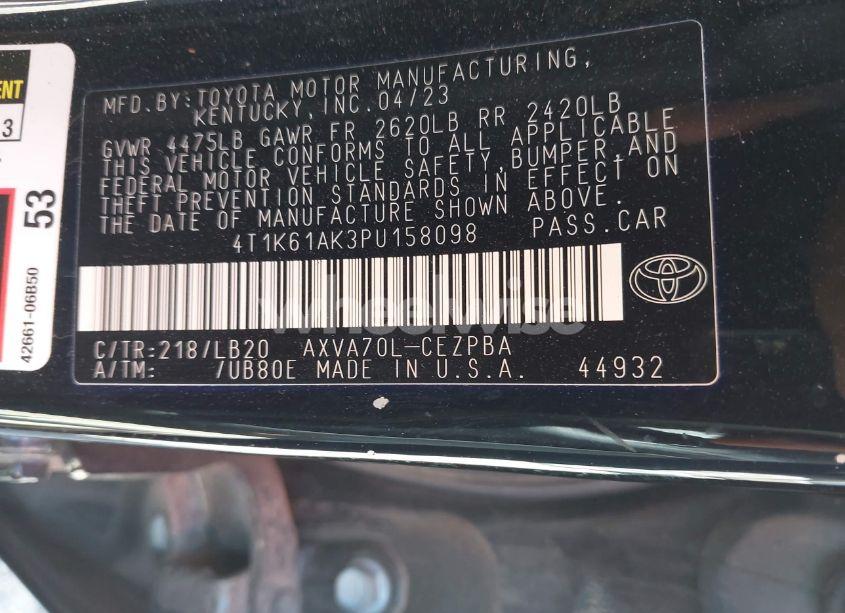 MFD. BY: TOYOTA MOTOR MANUFACTURING,
KENTUCKY, INC. 04/23
GVWR 4475LB GAWR FR 2620LB RR 2420LB
THIS VEHICLE CONFORMS TO ALL APPLICABLE
FEDERAL MOTOR VEHICLE SAFETY, BUMPER, AND
THEFT PREVENTION STANDARDS IN EFFECT ON
THE DATE OF MANUFACTURE SHOWN ABOVE.
4T1K61AK3PU158098 PASS. CAR
wheelwise
C/TR: 218/LB20 AXVA70L-CEZPBA
A/TM: /UB80E MADE IN U.S.A. 44932
53
42661-06B50
3